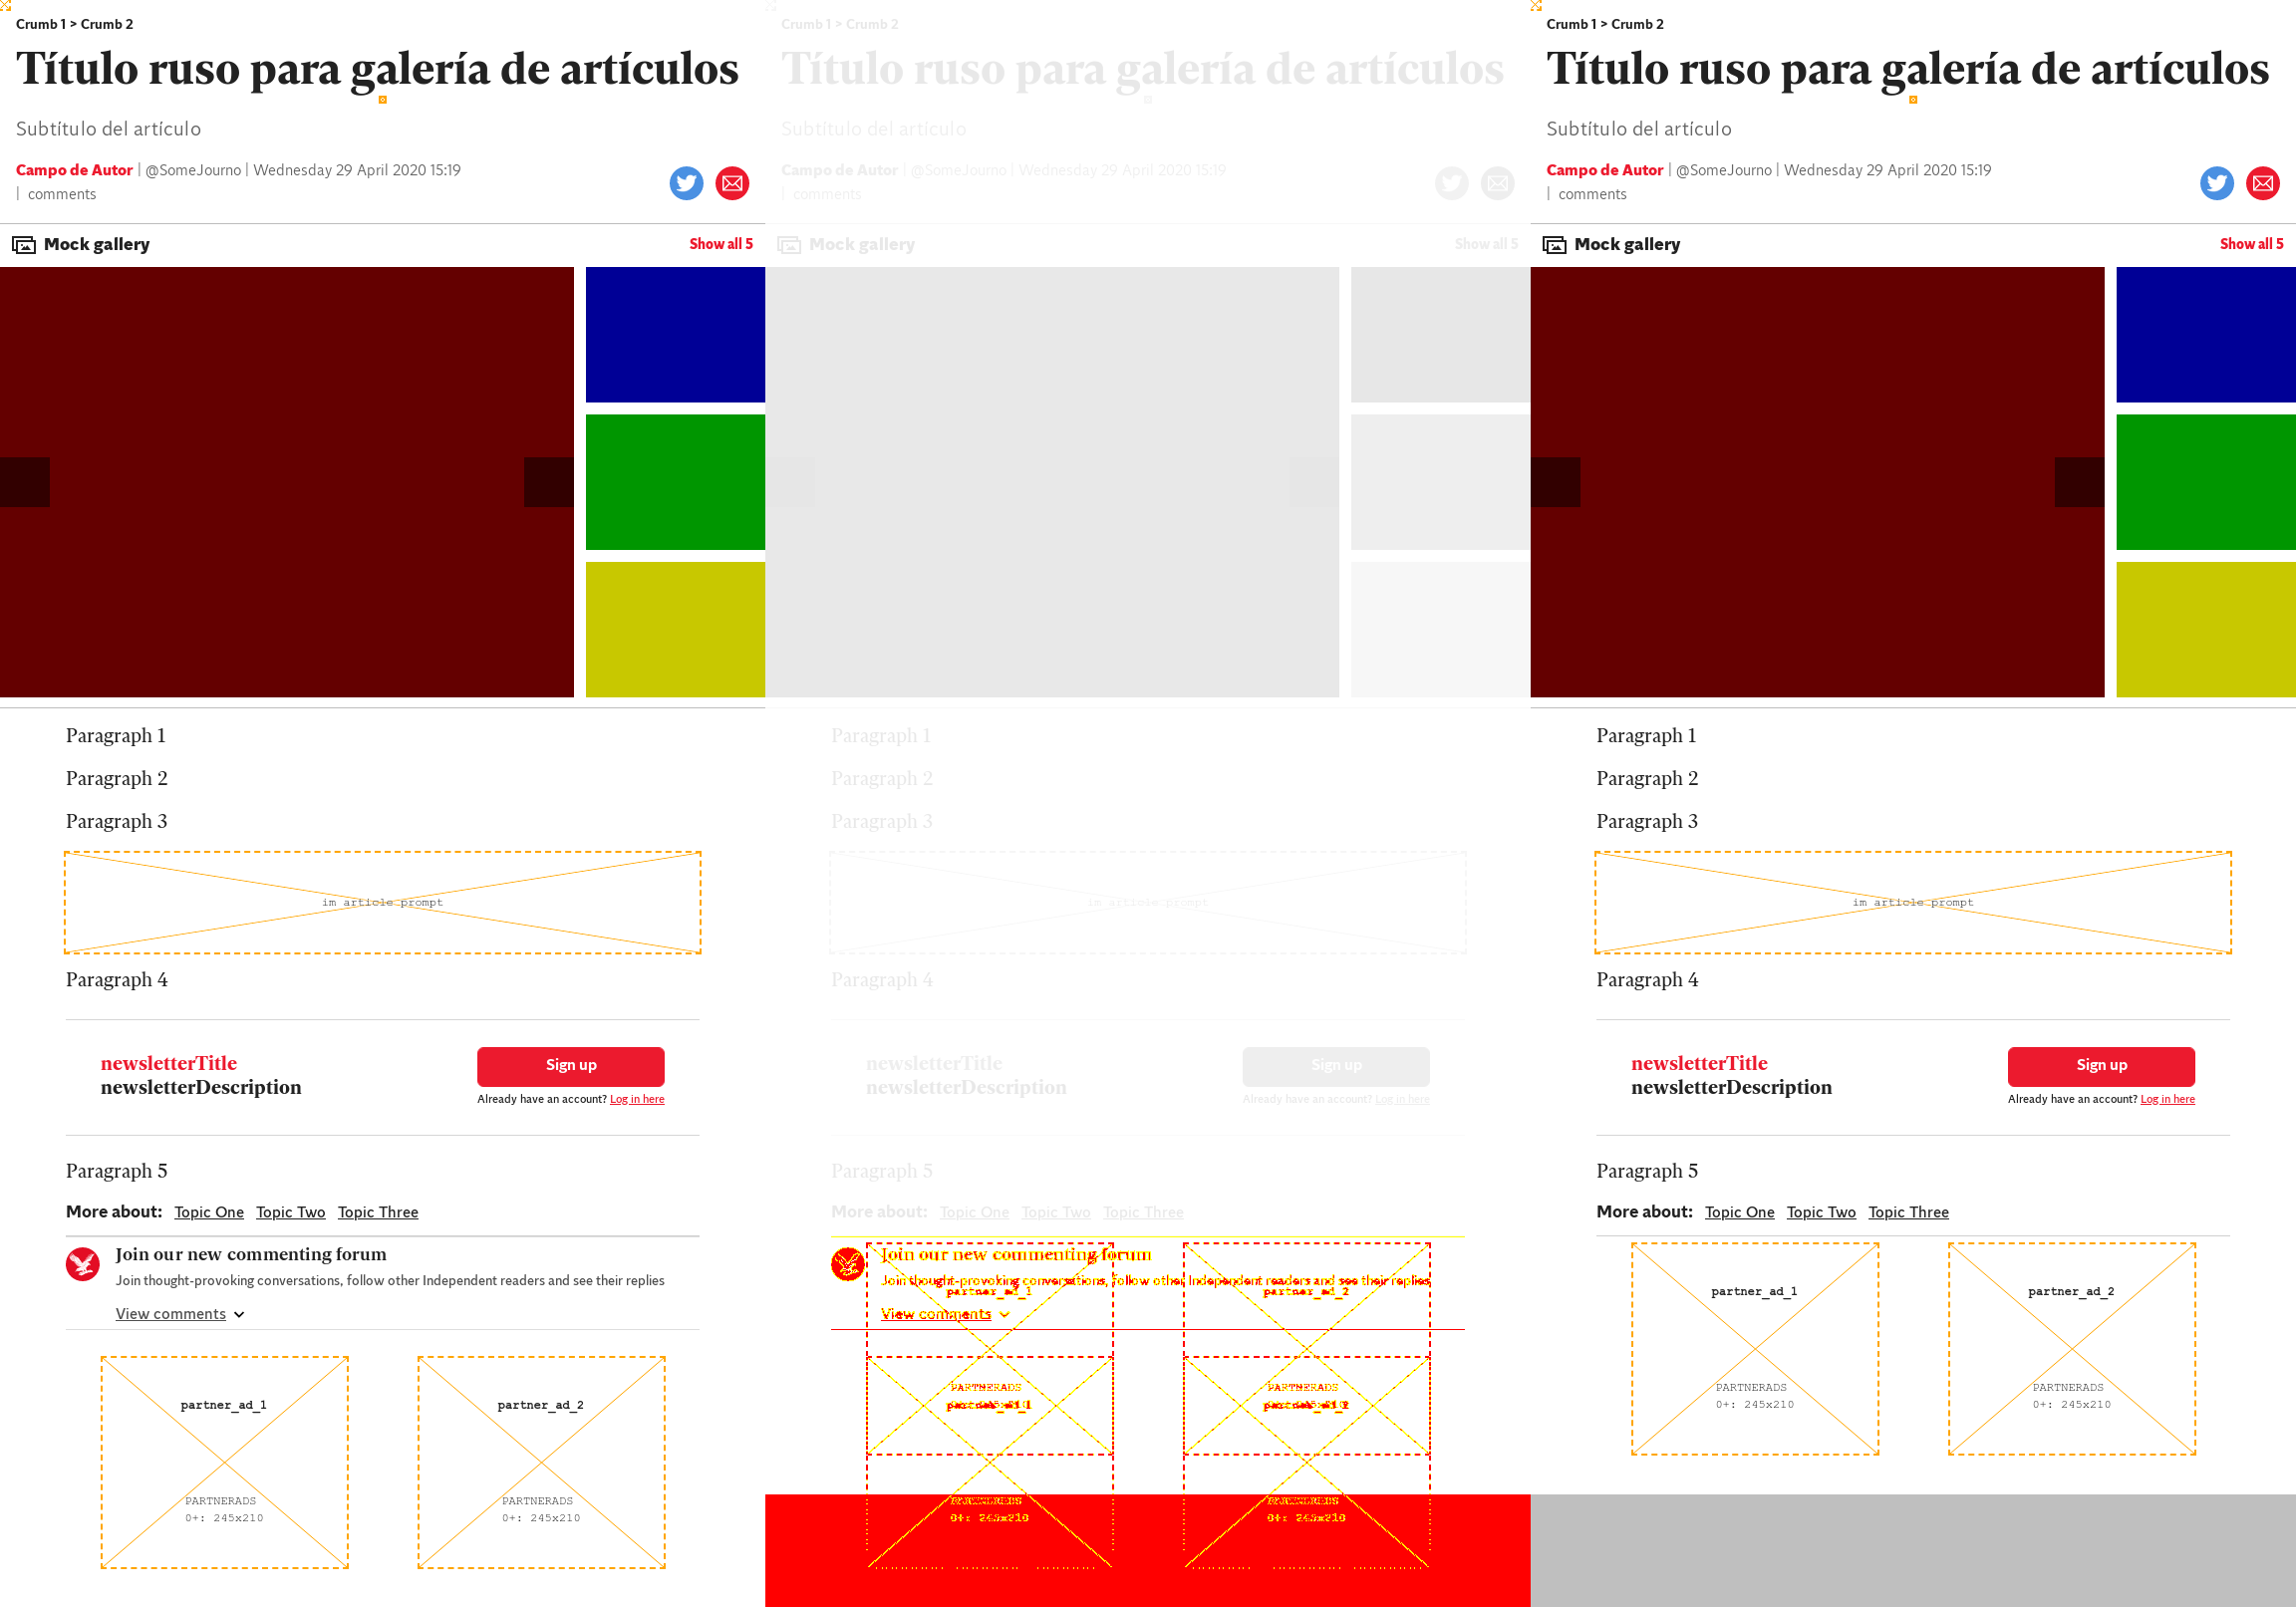 Crumb 1 > Crumb 2
Título ruso para galería de artículos
Subtítulo del artículo
Campo de Autor | @SomeJourno | Wednesday 29 April 2020 15:19
| comments
Mock gallery
Show all 5
Paragraph 1
Paragraph 2
Paragraph 3
im article prompt
Paragraph 4
newsletterTitle
newsletterDescription
Sign up
Already have an account? Log in here
Paragraph 5
More about: Topic One Topic Two Topic Three
Join our new commenting forum
Join thought-provoking conversations, follow other Independent readers and see their replies
View comments
partner_ad_1
PARTNERADS
0+: 245x210
partner_ad_2
PARTNERADS
0+: 245x210
Crumb 1 > Crumb 2
Título ruso para galería de artículos
Subtítulo del artículo
Campo de Autor | @SomeJourno | Wednesday 29 April 2020 15:19
| comments
Mock gallery
Show all 5
Paragraph 1
Paragraph 2
Paragraph 3
im article prompt
Paragraph 4
newsletterTitle
newsletterDescription
Sign up
Already have an account? Log in here
Paragraph 5
More about: Topic One Topic Two Topic Three
Join our new commenting forum
Join thought-provoking conversations, follow other Independent readers and see their replies
partner_ad_1
partner_ad_2
View comments
PARTNERADS
PARTNERADS
partner_ad_1
partner_ad_2
PARTNERADS
PARTNERADS
0+: 245x210
0+: 245x210
Crumb 1 > Crumb 2
Título ruso para galería de artículos
Subtítulo del artículo
Campo de Autor | @SomeJourno | Wednesday 29 April 2020 15:19
| comments
Mock gallery
Show all 5
Paragraph 1
Paragraph 2
Paragraph 3
im article prompt
Paragraph 4
newsletterTitle
newsletterDescription
Sign up
Already have an account? Log in here
Paragraph 5
More about: Topic One Topic Two Topic Three
partner_ad_1
PARTNERADS
0+: 245x210
partner_ad_2
PARTNERADS
0+: 245x210